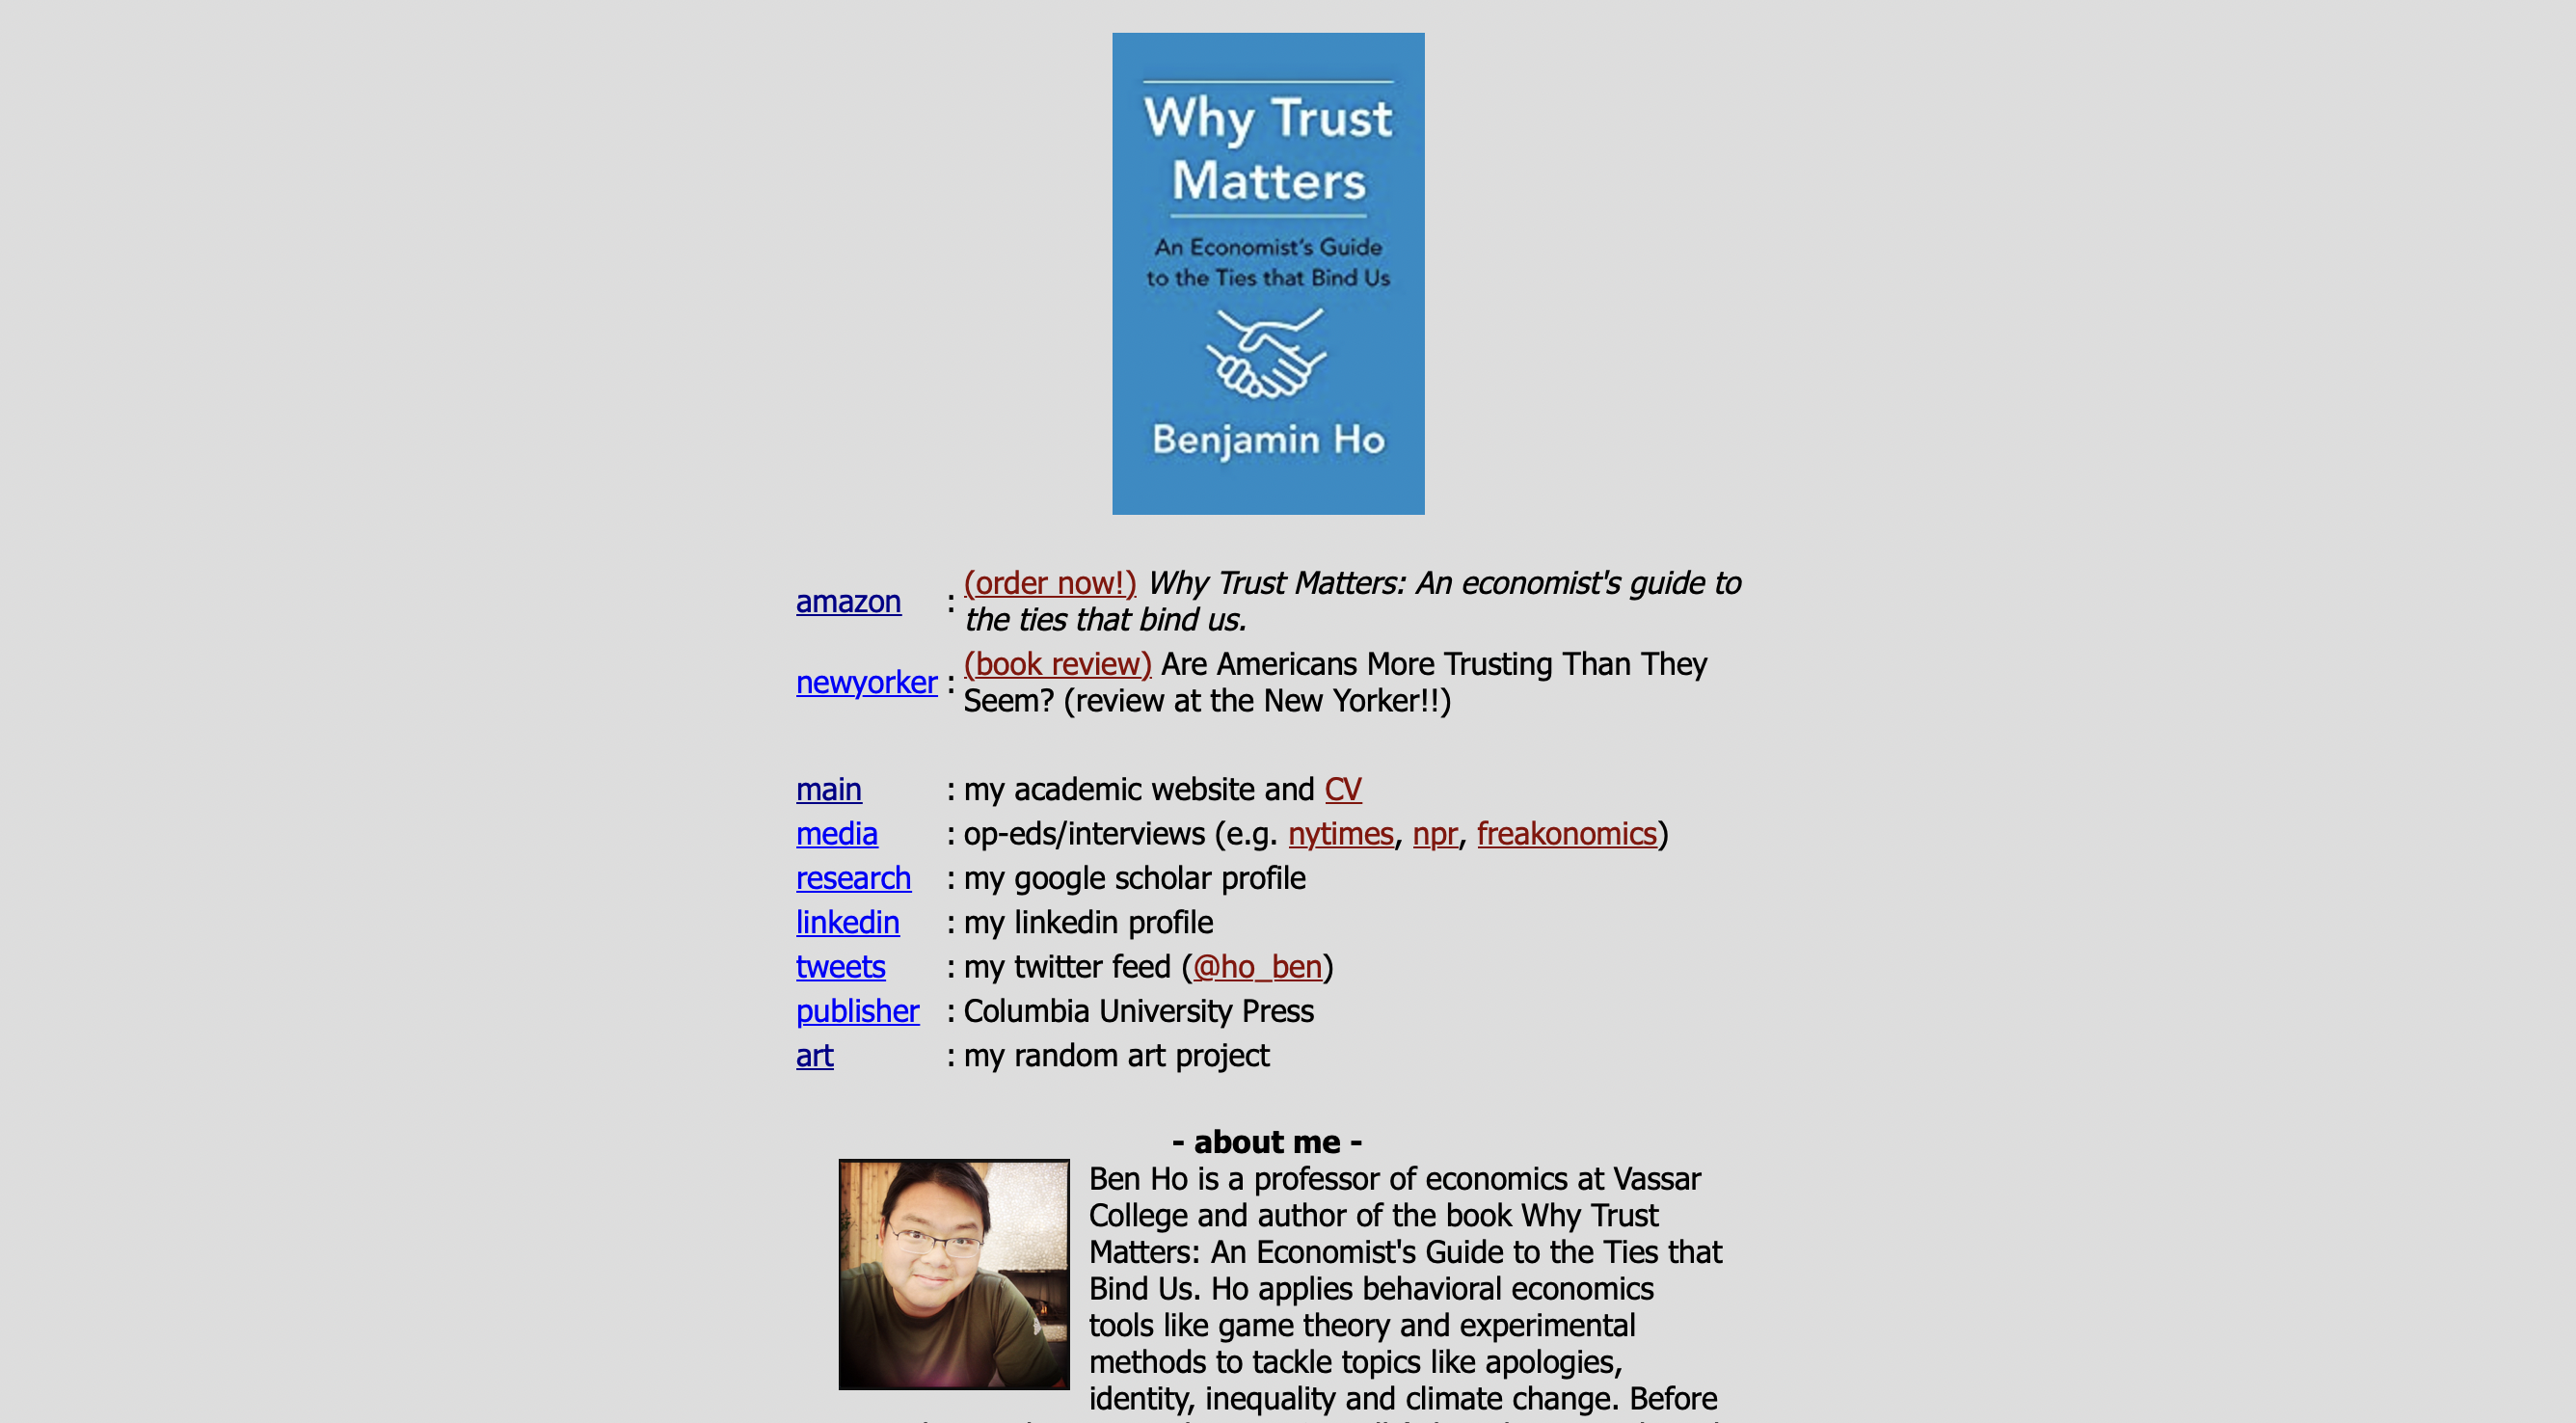 Why Trust
Matters
An Economist's Guide
to the Ties that Bind Us
Benjamin Ho
amazon : (order now!) Why Trust Matters: An economist's guide to
the ties that bind us.
newyorker : (book review) Are Americans More Trusting Than They
Seem? (review at the New Yorker!!)
main : my academic website and CV
media : op-eds/interviews (e.g. nytimes, npr, freakonomics)
research : my google scholar profile
linkedin : my linkedin profile
tweets : my twitter feed (@ho_ben)
publisher : Columbia University Press
art : my random art project
- about me -
Ben Ho is a professor of economics at Vassar
College and author of the book Why Trust
Matters: An Economist's Guide to the Ties that
Bind Us. Ho applies behavioral economics
tools like game theory and experimental
methods to tackle topics like apologies,
identity, inequality and climate change. Before